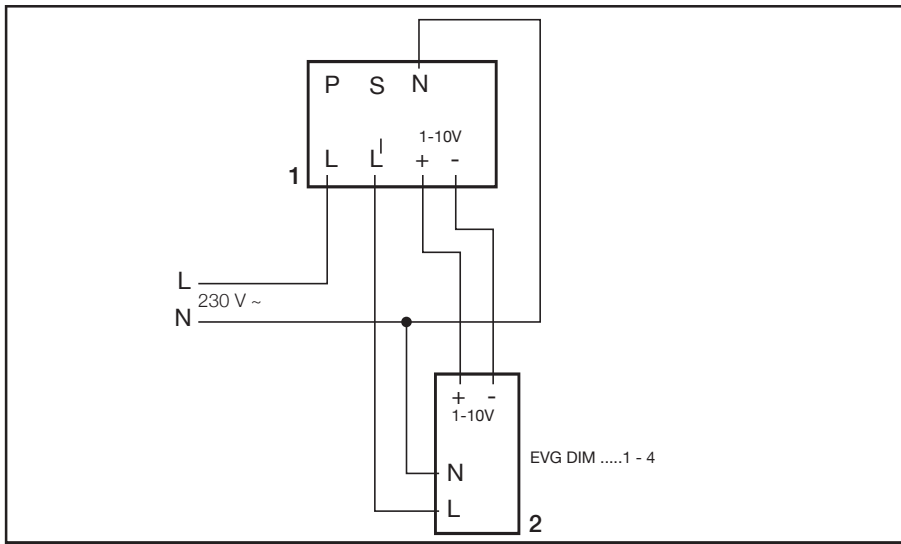 P S N
1-10V
L L' + -
1
L
230 V ~
N
+ -
1-10V
EVG DIM .....1 - 4
N
L
2